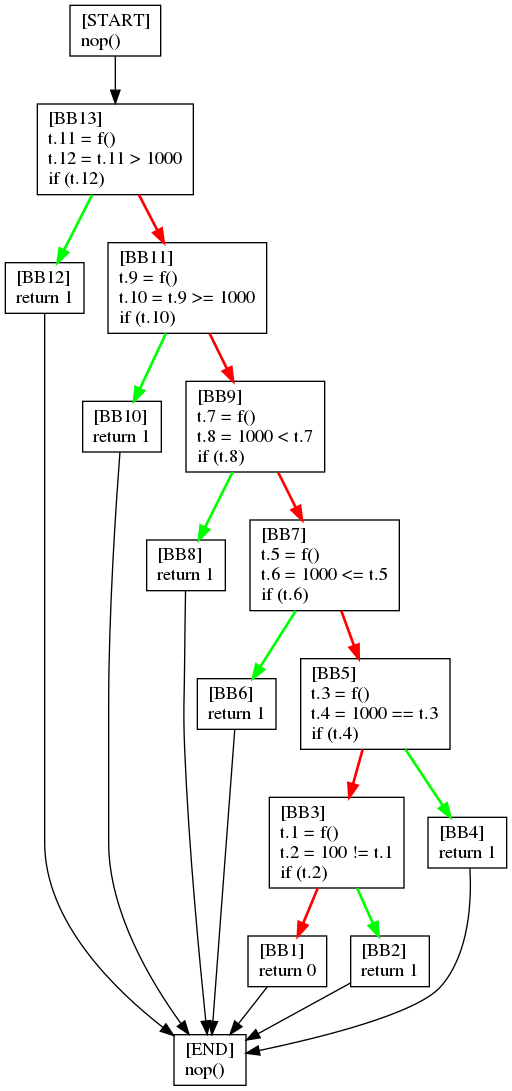 [START]
nop()
[BB13]
t.11 = f()
t.12 = t.11 > 1000
if (t.12)
[BB12]
return 1
[BB11]
t.9 = f()
t.10 = t.9 >= 1000
if (t.10)
[BB10]
return 1
[BB9]
t.7 = f()
t.8 = 1000 < t.7
if (t.8)
[BB8]
return 1
[BB7]
t.5 = f()
t.6 = 1000 <= t.5
if (t.6)
[BB6]
return 1
[BB5]
t.3 = f()
t.4 = 1000 == t.3
if (t.4)
[BB3]
t.1 = f()
t.2 = 100 != t.1
if (t.2)
[BB4]
return 1
[BB1]
return 0
[BB2]
return 1
[END]
nop()